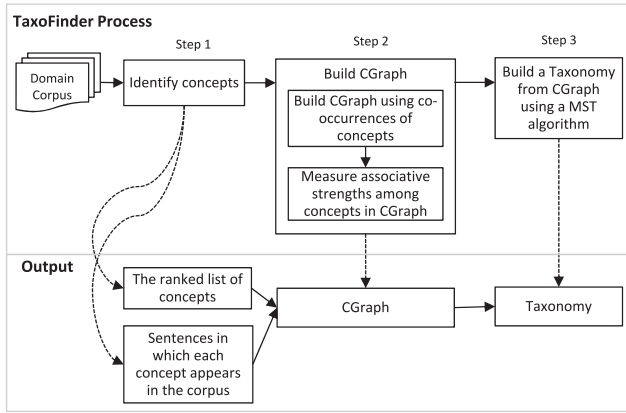 TaxoFinder Process
Step 1
Step 2
Step 3
Domain
Corpus
Identify concepts
Build CGraph
Build CGraph using co-
occurrences of
concepts
Measure associative
strengths among
concepts in CGraph
Build a Taxonomy
from CGraph
using a MST
algorithm
Output
The ranked list of
concepts
Sentences in
which each
concept appears
in the corpus
CGraph
Taxonomy